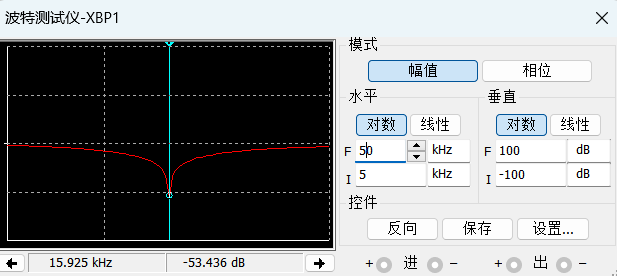 波特测试仪-XBP1
模式
幅值 相位
水平 垂直
对数 线性 对数 线性
F 50 kHz F 100 dB
I 5 kHz I -100 dB
控件
反向 保存 设置...
15.925 kHz -53.436 dB
+ 进 - + 出 -